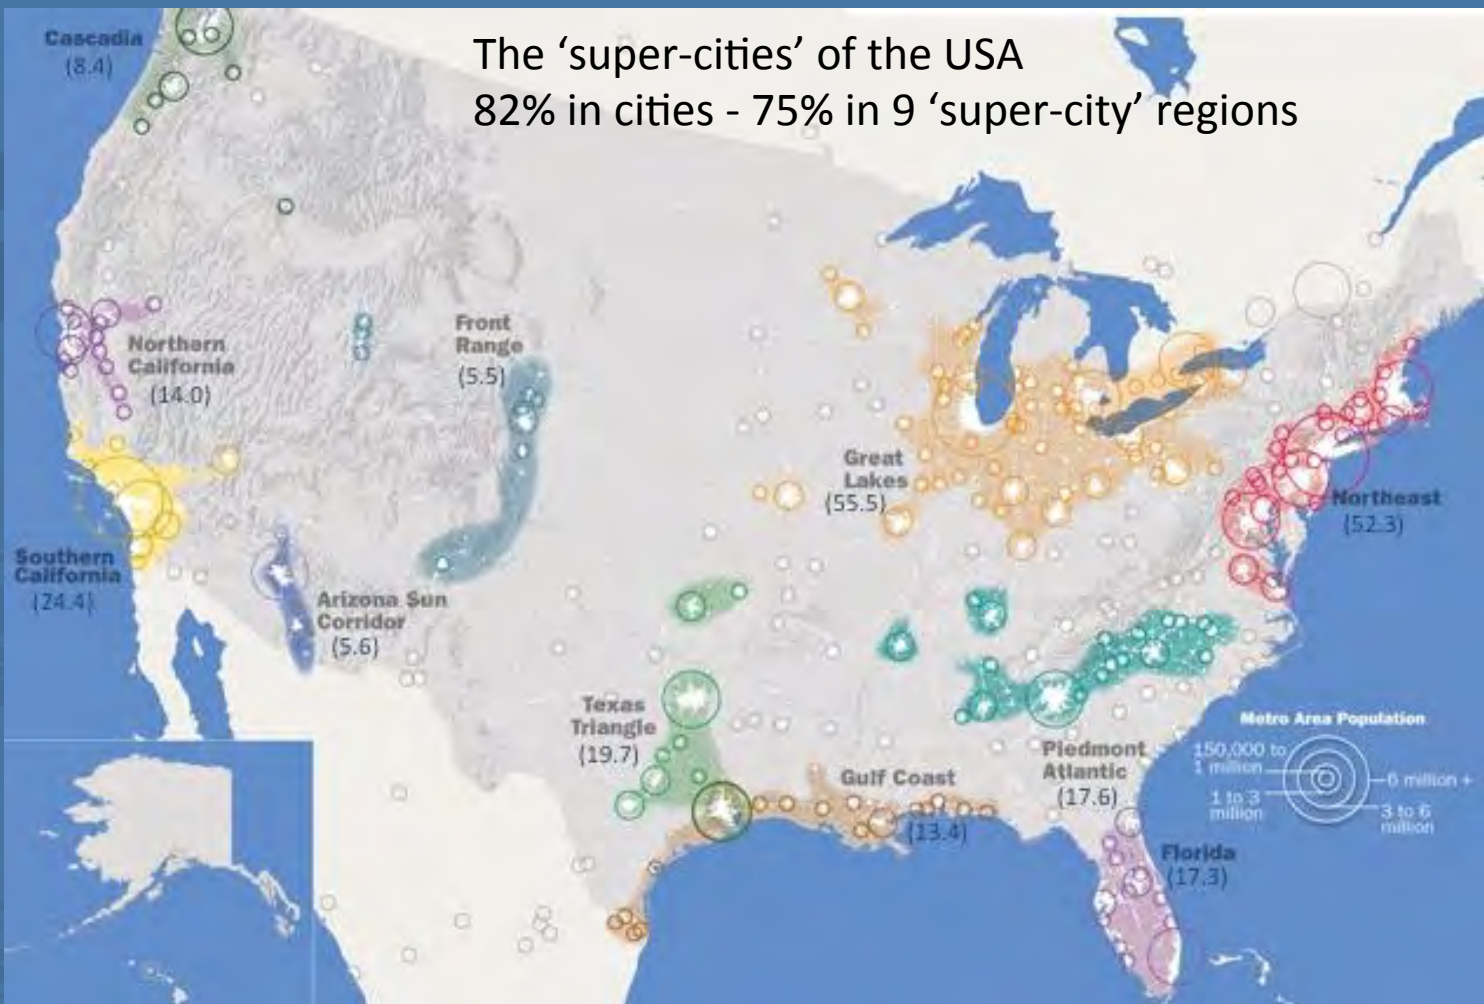 The ‘super-cities’ of the USA
82% in cities - 75% in 9 ‘super-city’ regions
Cascadia
(8.4)
Northern
California
(14.0)
Front
Range
(5.5)
Great
Lakes
(55.5)
Northeast
(52.3)
Southern
California
(24.4)
Arizona Sun
Corridor
(5.6)
Texas
Triangle
(19.7)
Gulf Coast
(13.4)
Piedmont
Atlantic
(17.6)
Florida
(17.3)
Metro Area Population
150,000 to
1 million
1 to 3
million
6 million +
3 to 6
million